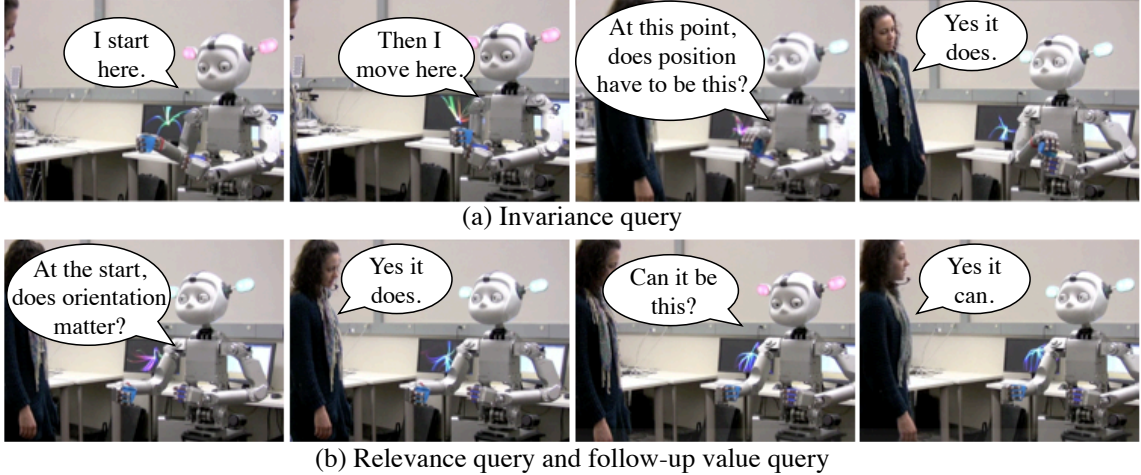 I start
here.
Then I
move here.
At this point,
does position
have to be this?
Yes it
does.
(a) Invariance query
At the start,
does orientation
matter?
Yes it
does.
Can it be
this?
Yes it
can.
(b) Relevance query and follow-up value query